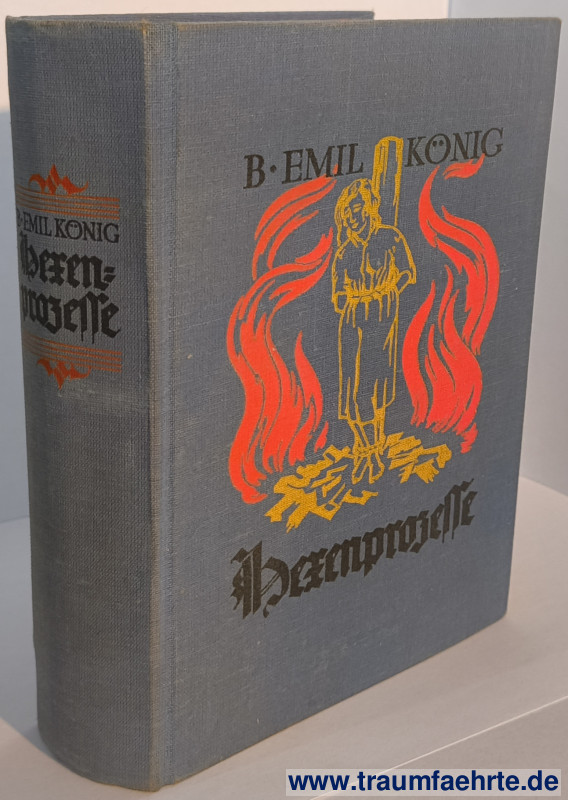 B·EMIL KÖNIG
Hexen=
prozesse
B·EMIL KÖNIG
Hexenprozesse
www.traumfaehrte.de